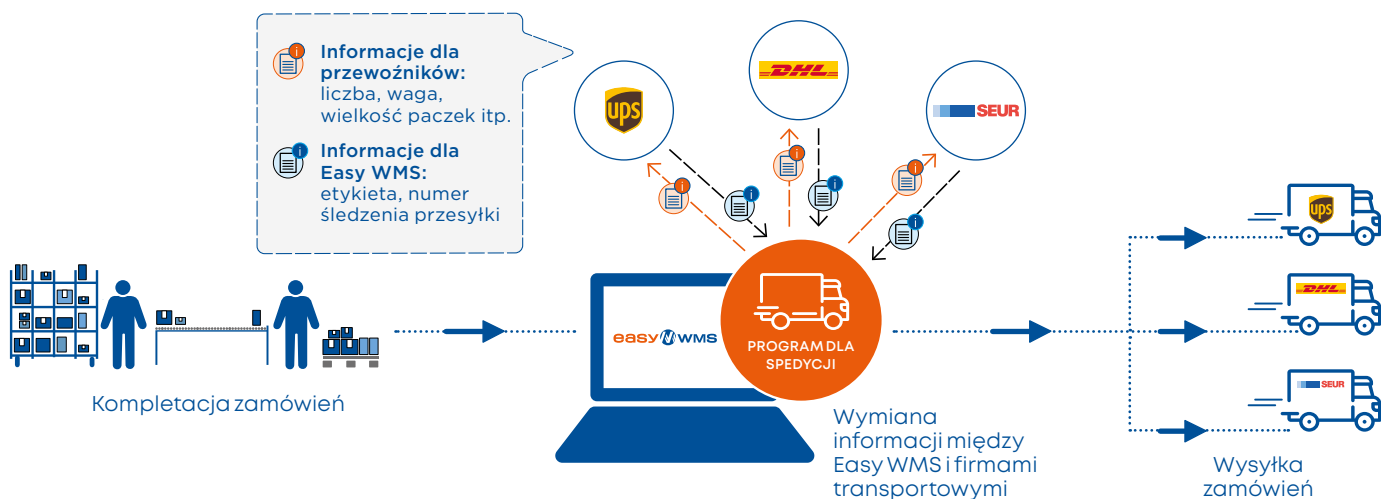 Informacje dla
przewoźników:
liczba, waga,
wielkość paczek itp.
Informacje dla
Easy WMS:
etykieta, numer
śledzenia przesyłki
i
i
ups
DHL
SEUR
i
i
i
i
i
i
easy WMS
PROGRAM DLA
SPEDYCJI
Kompletacja zamówień
Wymiana
informacji między
Easy WMS i firmami
transportowymi
ups
DHL
SEUR
Wysyłka
zamówień